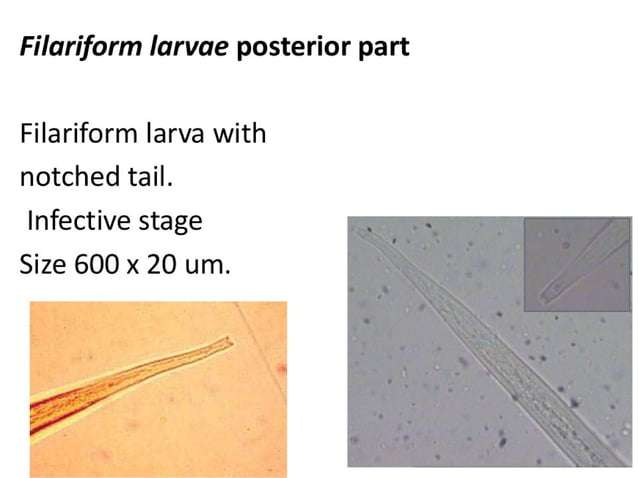 Filariform larvae posterior part
Filariform larva with
notched tail.
Infective stage
Size 600 x 20 um.